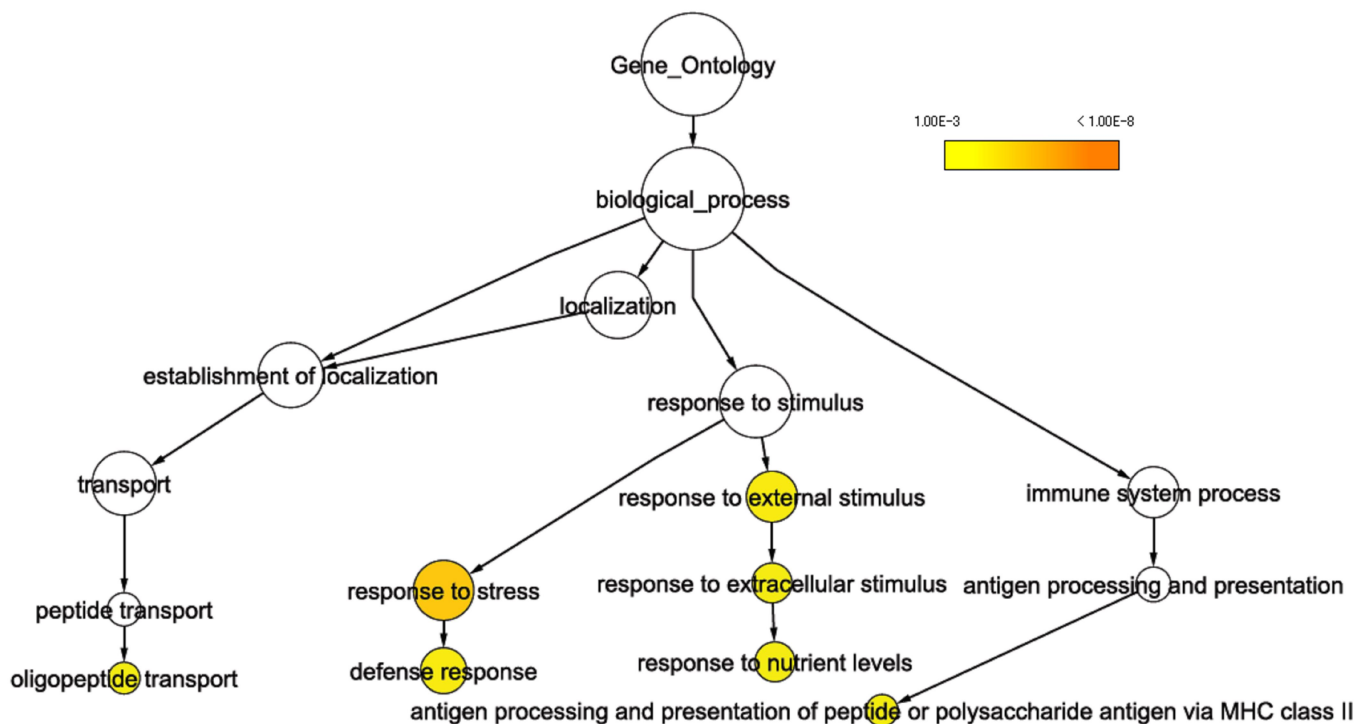 Gene_Ontology
1.00E-3
< 1.00E-8
biological_process
localization
establishment of localization
response to stimulus
transport
response to external stimulus
immune system process
response to stress
response to extracellular stimulus
antigen processing and presentation
peptide transport
oligopeptide transport
defense response
response to nutrient levels
antigen processing and presentation of peptide or polysaccharide antigen via MHC class II